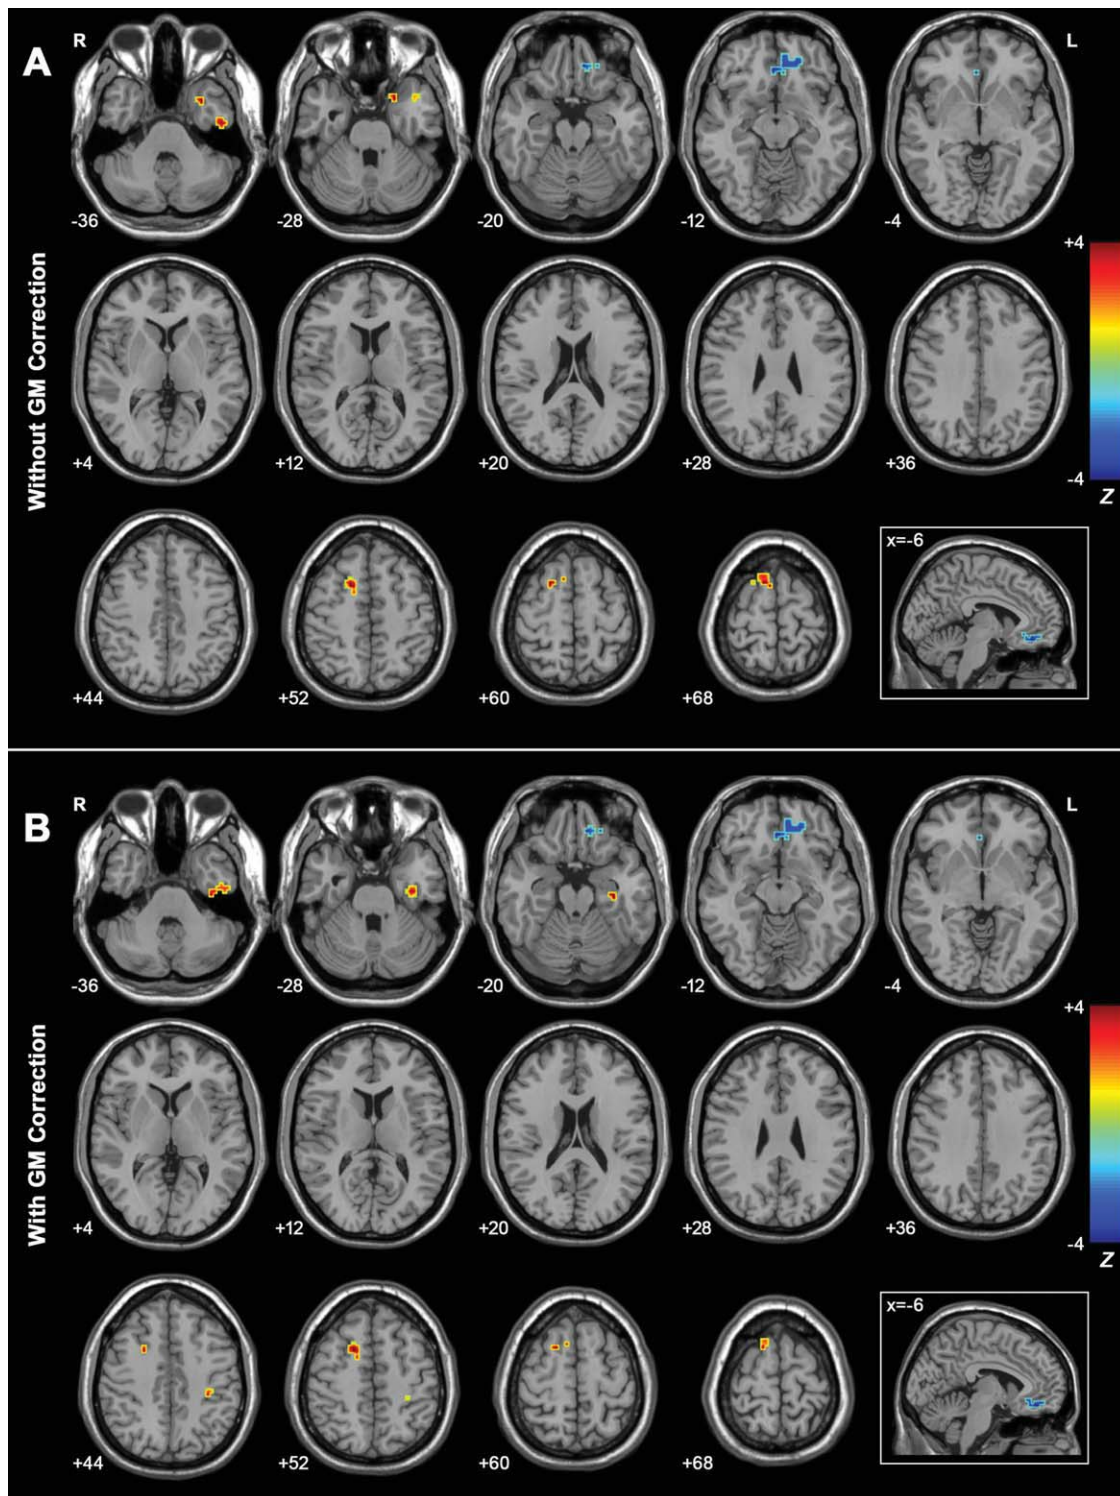 A
R
L
-36
-28
-20
-12
-4
Without GM Correction
+4
+4
+12
+20
+28
+36
-4
Z
+44
+52
+60
+68
x=-6
B
R
L
-36
-28
-20
-12
-4
With GM Correction
+4
+4
+12
+20
+28
+36
-4
Z
+44
+52
+60
+68
x=-6